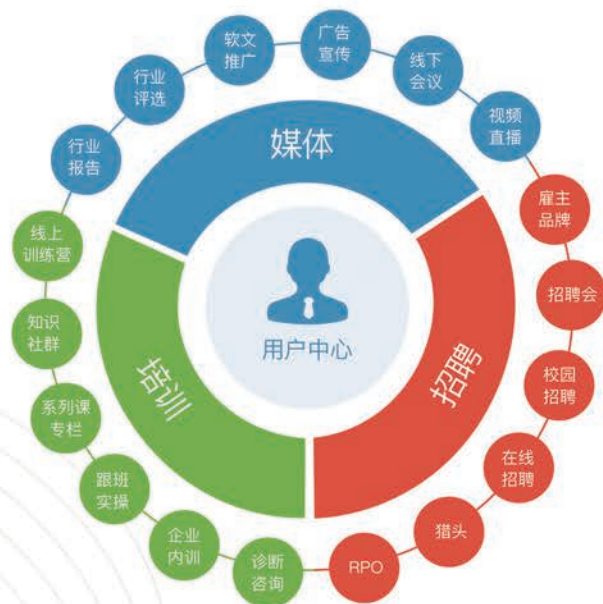 软文
推广
广告
宣传
线下
会议
视频
直播
行业
评选
行业
报告
媒体
雇主
品牌
招聘会
校园
招聘
在线
招聘
猎头
RPO
招聘
线上
训练营
知识
社群
系列课
专栏
跟班
实操
企业
内训
诊断
咨询
培训
用户中心